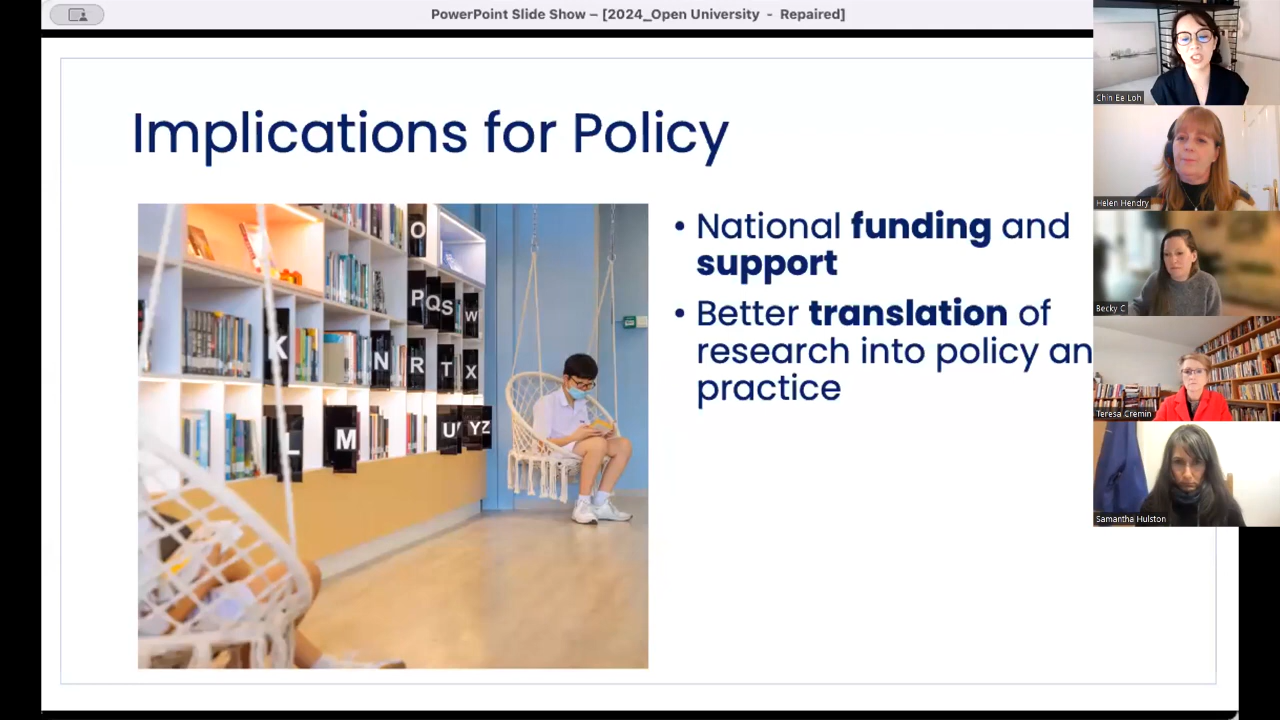 PowerPoint Slide Show – [2024_Open University - Repaired]
Implications for Policy
• National funding and
support
• Better translation of
research into policy an
practice
O
P Q S W
K N R T X
L M U YZ
Chin Ee Loh
Helen Hendry
Becky C
Teresa Cremin
Samantha Hulston